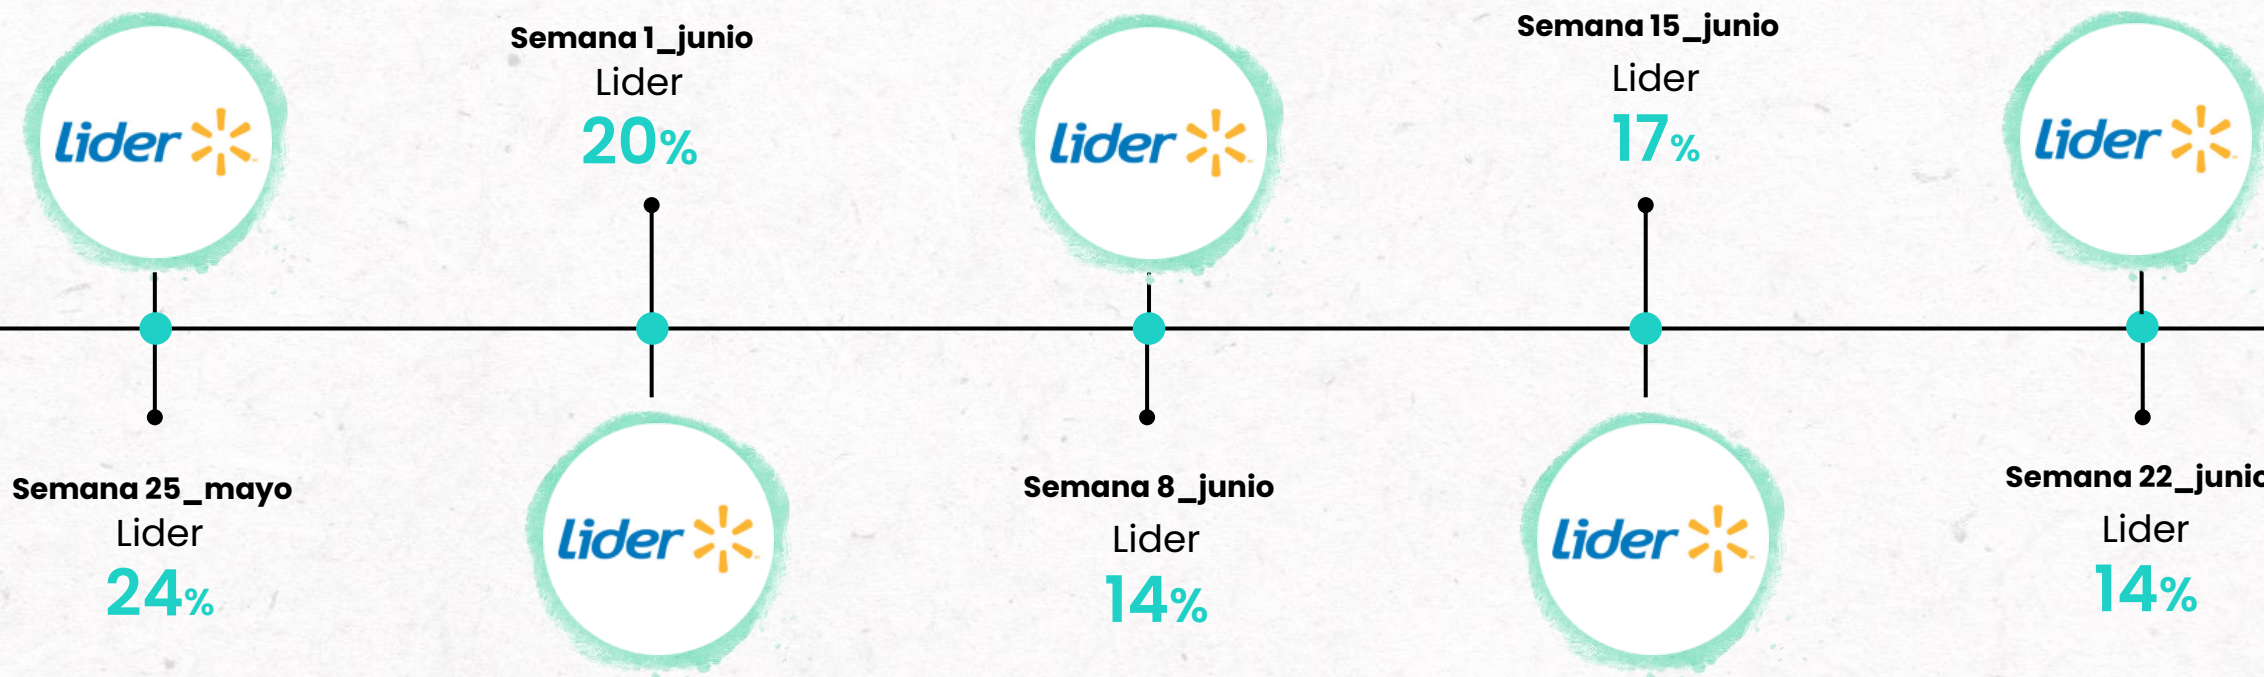 lider
Semana 25_mayo
Lider
24%
Semana 1_junio
Lider
20%
lider
lider
Semana 8_junio
Lider
14%
Semana 15_junio
Lider
17%
lider
lider
Semana 22_junio
Lider
14%